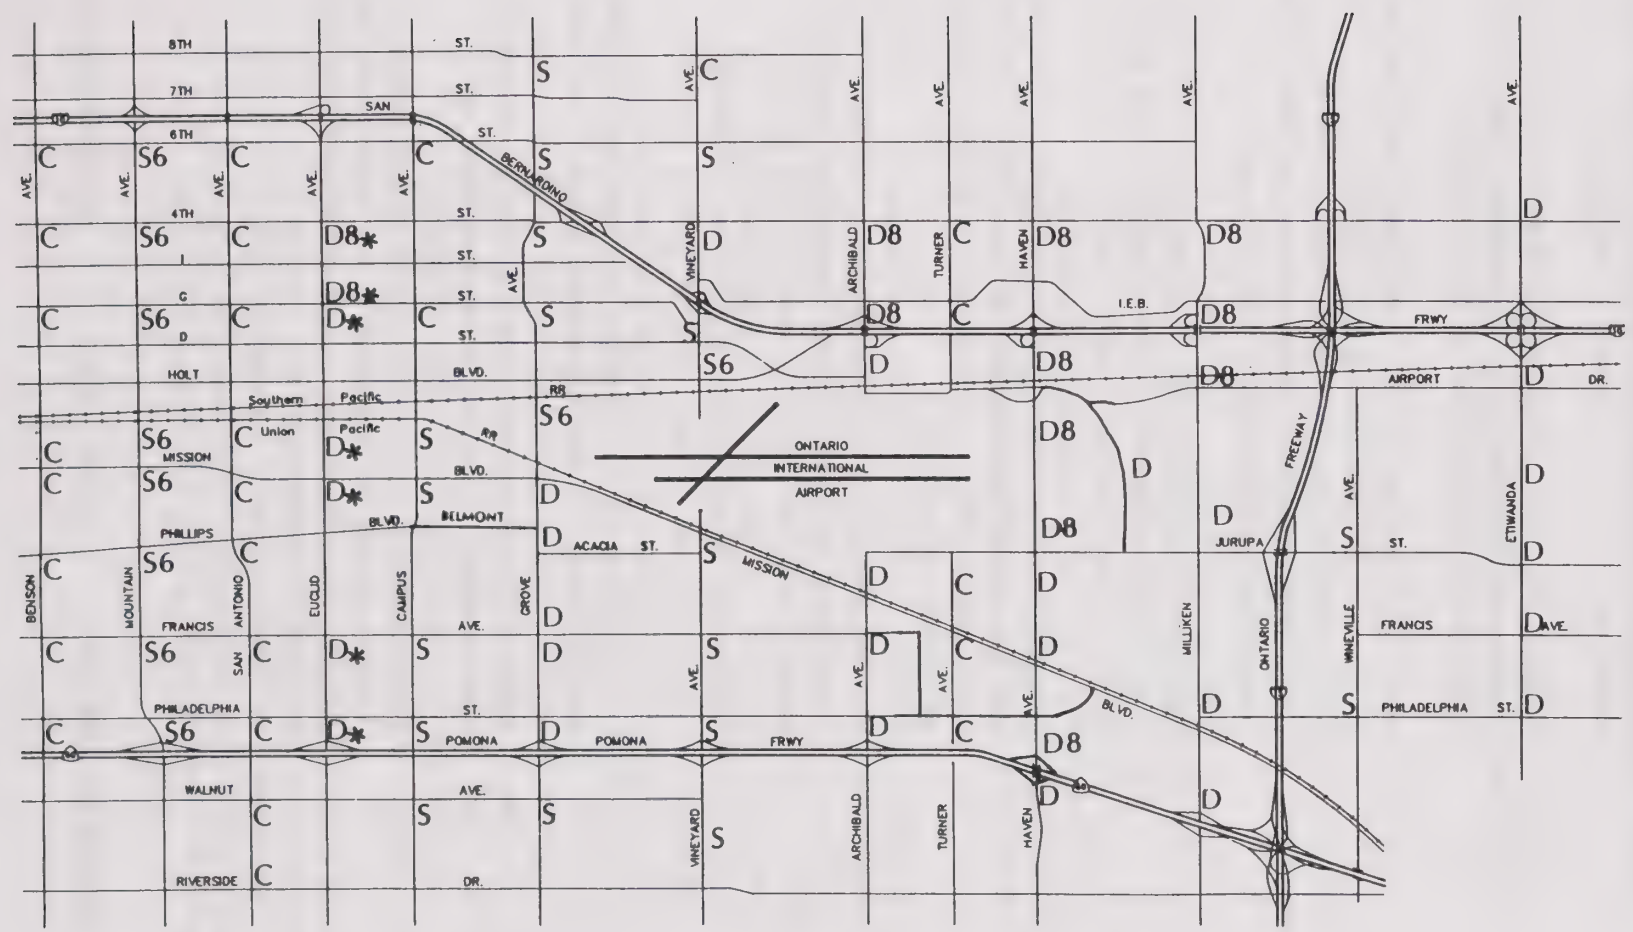 8TH ST.
S C
7TH ST.
AVE. AVE. AVE. AVE. AVE. AVE.
10 SAN
6TH ST.
C S6 C C S S
BERNARDINO
AVE. AVE. AVE. AVE. AVE.
4TH ST. D
C S6 C D8* S D D8 C D8 D8
I ST.
AVE. VINEYARD ARCHIBALD TURNER HAVEN
G ST. D8* I.E.B.
C S6 C D* C S S D8 C D8
FRWY 10
D ST.
S6 D D8 D8 D
HOLT BLVD.
RR AIRPORT DR.
Southern Pacific
S6
Union Pacific
C S6 C D* S RR D8
ONTARIO
MISSION BLVD. INTERNATIONAL
AIRPORT
FREEWAY AVE. ETIWANDA
C S6 C D* S D D D
PHILLIPS BLVD. BELMONT
D D8 D
ACACIA ST. JURUPA S ST. D
C S6 C S
MISSION
D C D
BENSON MOUNTAIN ANTONIO EUCLID CAMPUS GROVE
D
MILLIKEN ONTARIO WINEVILLE
FRANCIS AVE. FRANCIS AVE. D
C S6 SAN C D* S D S D C D
AVE. AVE. AVE. AVE.
BLVD.
PHILADELPHIA ST. D S PHILADELPHIA ST. D
C S6 C D* S D S D C
POMONA POMONA FRWY D8
60 60
WALNUT AVE. D D
C S S
VINEYARD S ARCHIBALD TURNER HAVEN
RIVERSIDE C DR.